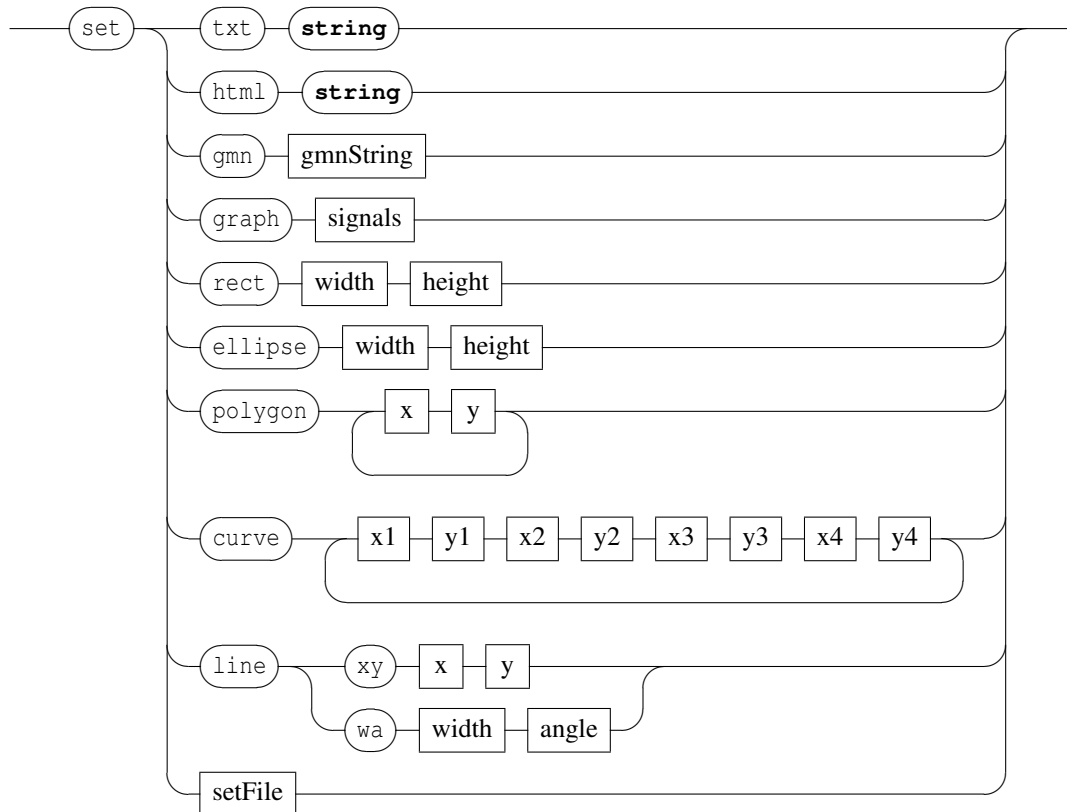 set txt string
html string
gmn gmnString
graph signals
rect width height
ellipse width height
polygon x y
curve x1 y1 x2 y2 x3 y3 x4 y4
line xy x y
wa width angle
setFile